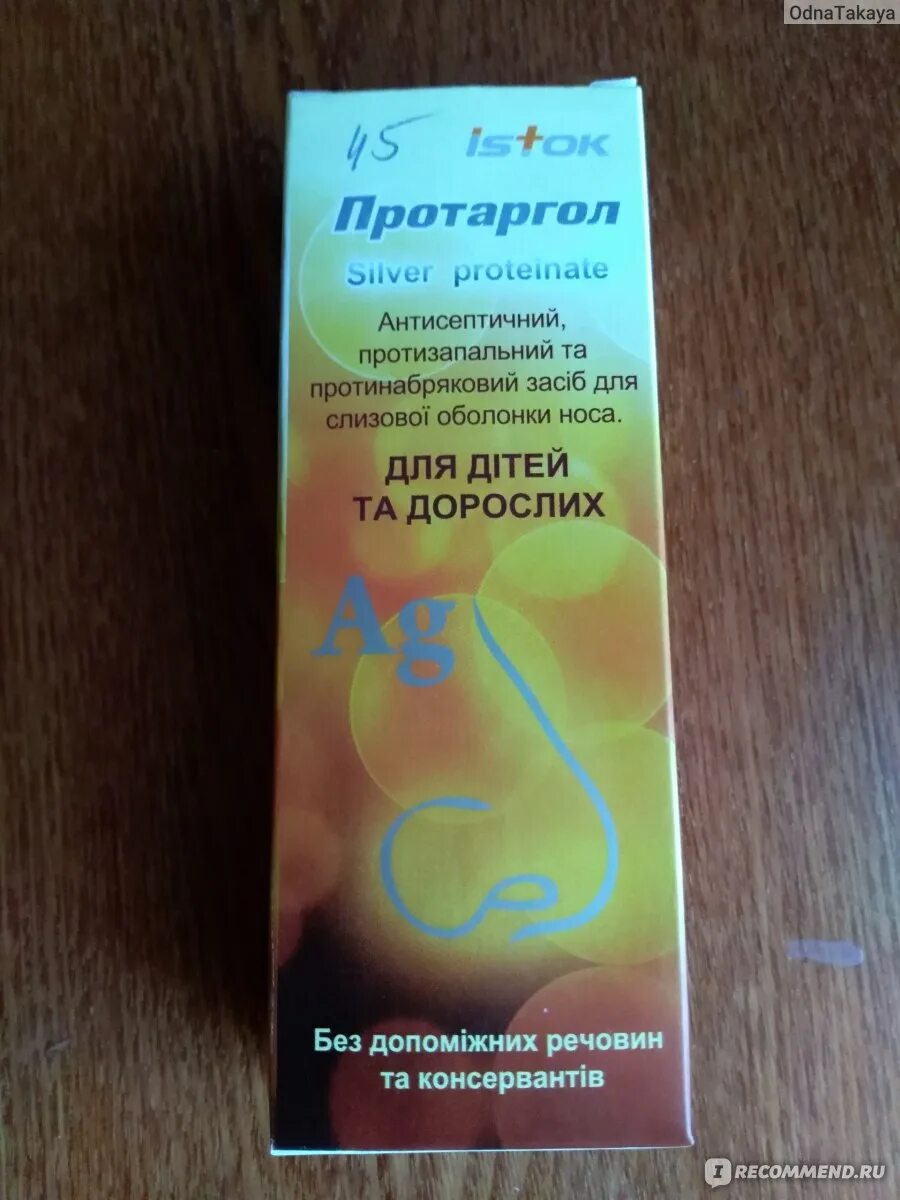 OdnaTakaya
45 istok
Протаргол
Silver proteinate
Антисептичний,
протизапальний та
протинабряковий засіб для
слизової оболонки носа.
ДЛЯ ДІТЕЙ
ТА ДОРОСЛИХ
Ag
Без допоміжних речовин
та консервантів
I RECOMMEND.RU